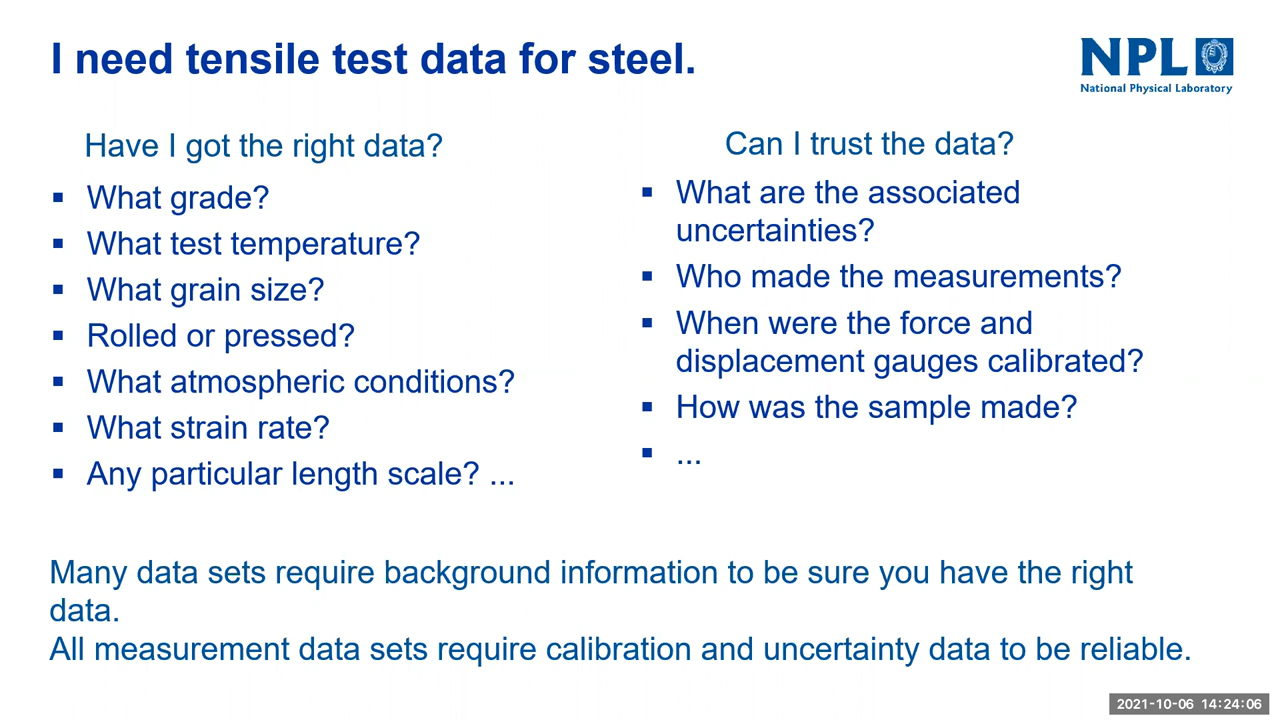 I need tensile test data for steel.
NPL
National Physical Laboratory
Have I got the right data?
▪ What grade?
▪ What test temperature?
▪ What grain size?
▪ Rolled or pressed?
▪ What atmospheric conditions?
▪ What strain rate?
▪ Any particular length scale? ...
Can I trust the data?
▪ What are the associated
uncertainties?
▪ Who made the measurements?
▪ When were the force and
displacement gauges calibrated?
▪ How was the sample made?
▪ ...
Many data sets require background information to be sure you have the right
data.
All measurement data sets require calibration and uncertainty data to be reliable.
2021-10-06 14:24:06